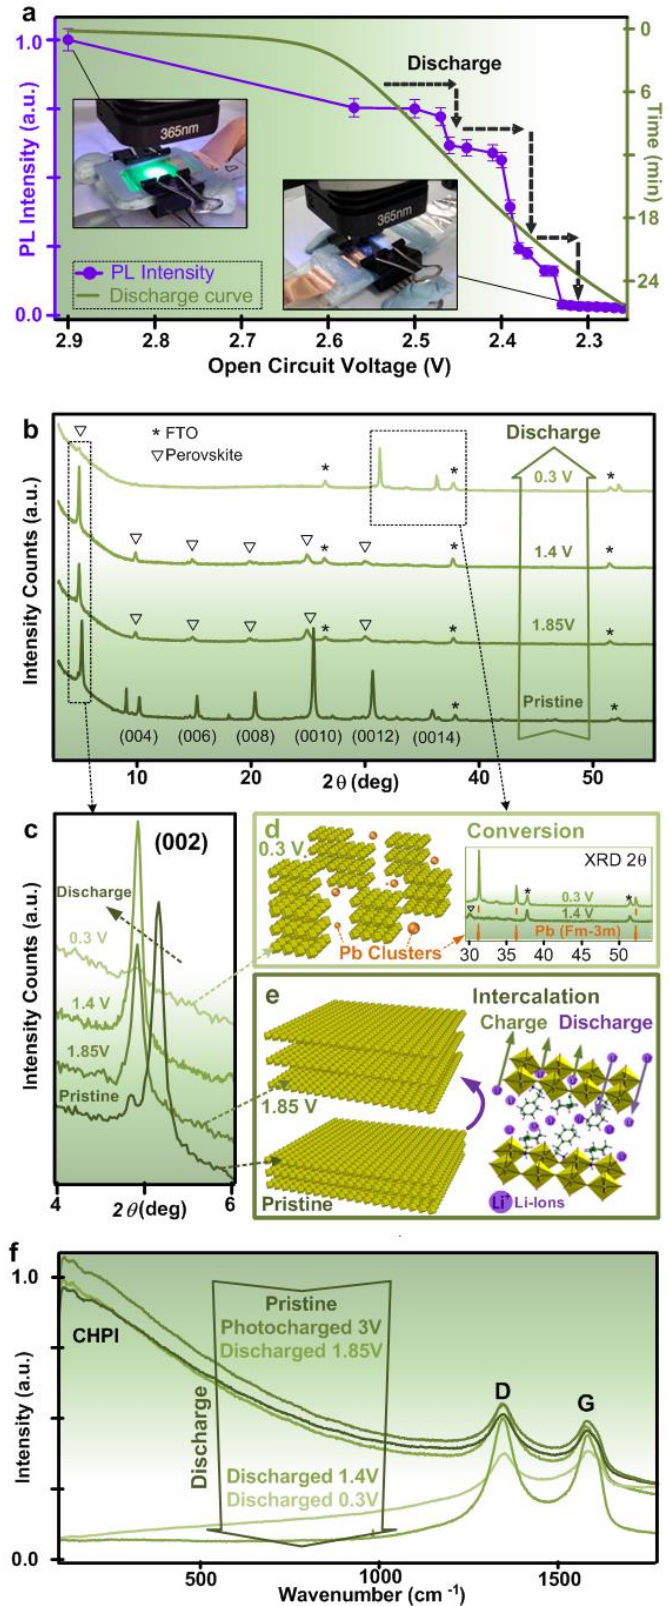 a
1.0
0.0
PL Intensity (a.u.)
Discharge
365nm
365nm
PL Intensity
Discharge curve
0
6
18
24
Time (min)
2.9
2.8
2.7
2.6
2.5
2.4
2.3
Open Circuit Voltage (V)
b
* FTO
▽ Perovskite
Discharge
0.3 V
1.4 V
1.85V
Pristine
Intensity Counts (a.u.)
(004)
(006)
(008)
(0010)
(0012)
(0014)
10
20
2θ (deg)
40
50
c
(002)
Discharge
0.3 V
1.4 V
1.85V
Pristine
Intensity Counts (a.u.)
4
2θ (deg)
6
d
Conversion
0.3 V
Pb Clusters
XRD 2θ
0.3 V
1.4 V
Pb (Fm-3m)
30 35 40 45 50
e
Intercalation
Charge Discharge
1.85 V
Pristine
Li+ Li-Ions
f
1.0
0.0
Intensity (a.u.)
CHPI
Pristine
Photocharged 3V
Discharged 1.85V
Discharge
Discharged 1.4V
Discharged 0.3V
D
G
500
1000
1500
Wavenumber (cm -1)